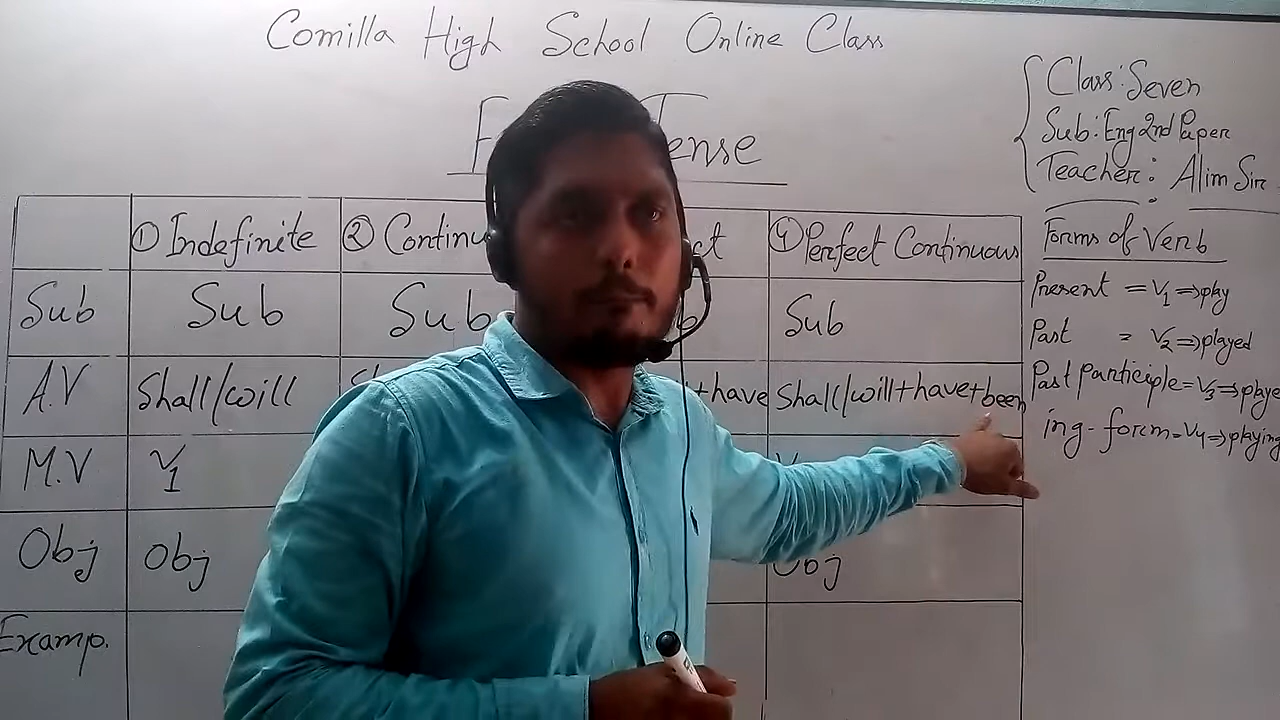 Comilla High School Online Class
Tense
{ Class: Seven
Sub: Eng 2nd Paper
Teacher: Alim Sir
① Indefinite ② Continu ct ④ Perfect Continuous
Sub Sub Sub b Sub
A.V Shall/will +have Shall/will+have+been
M.V V1
Obj Obj Obj
Examp.
Forms of Verb
Present = V1 ⇒ play
Past = V2 ⇒ played
Past participle = V3 ⇒ playe
ing-form = V4 ⇒ playing